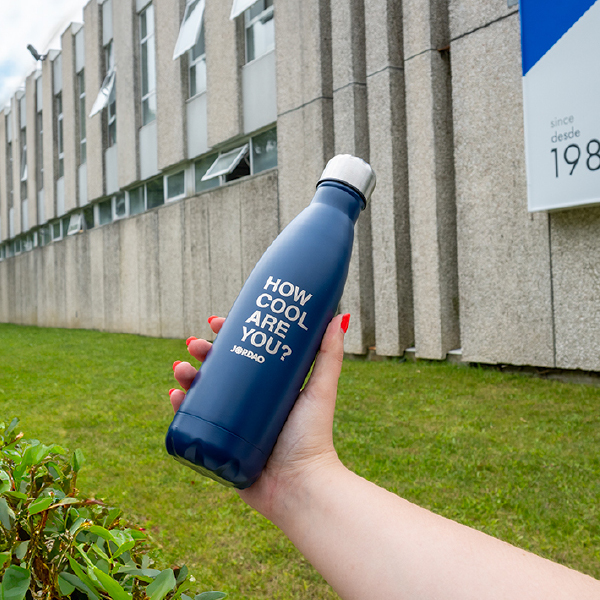 since
desde
198
HOW
COOL
ARE
YOU?
JORDAO